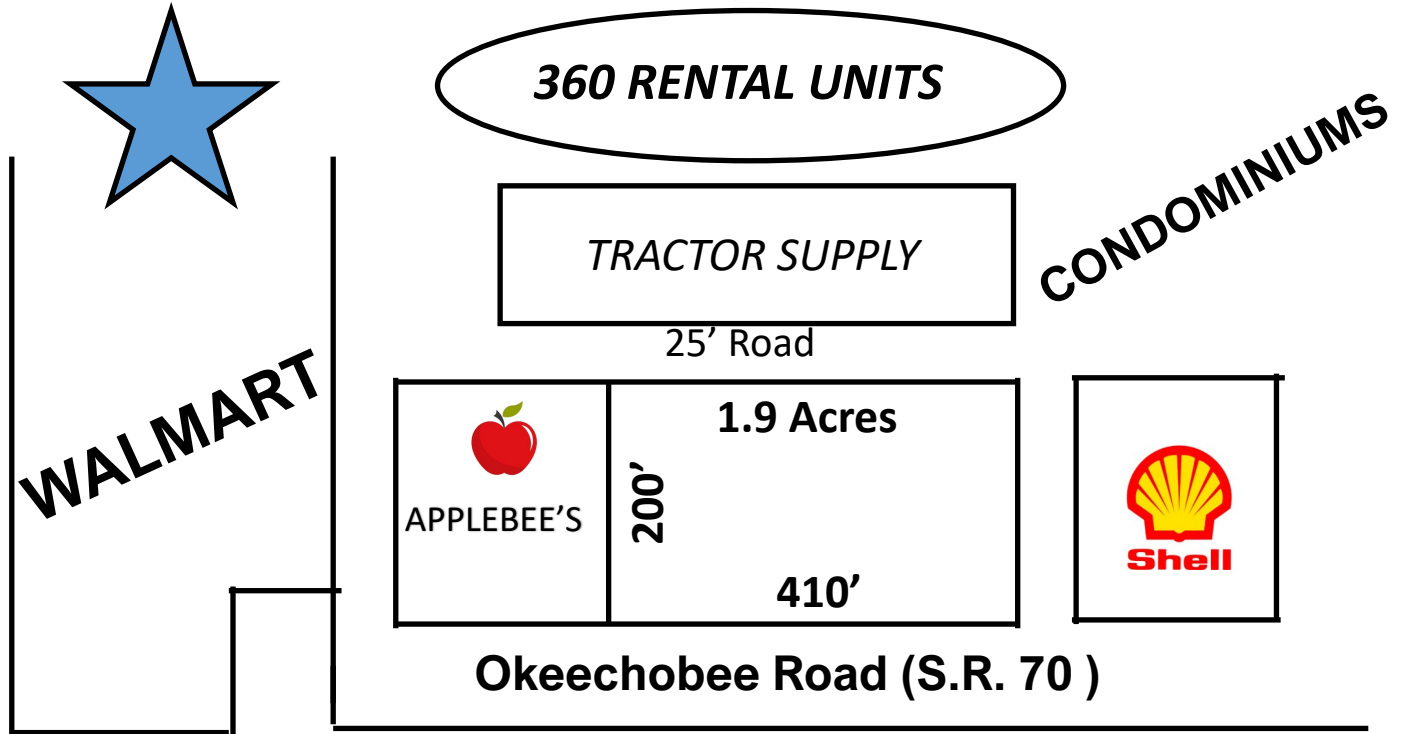 360 RENTAL UNITS
CONDOMINIUMS
TRACTOR SUPPLY
25’ Road
WALMART
1.9 Acres
200’
APPLEBEE’S
410’
Shell
Okeechobee Road (S.R. 70 )